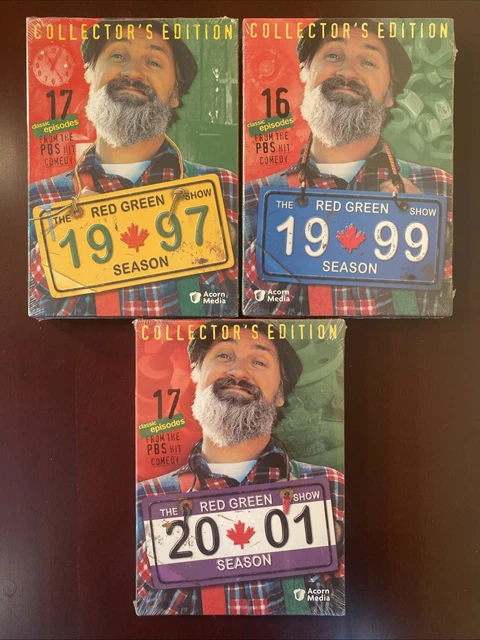 COLLECTOR'S EDITION
17
classic episodes
FROM THE
PBS HIT
COMEDY
THE RED GREEN SHOW
19 97
SEASON
Acorn
Media
COLLECTOR'S EDITION
16
classic episodes
FROM THE
PBS HIT
COMEDY
THE RED GREEN SHOW
19 99
SEASON
Acorn
Media
COLLECTOR'S EDITION
17
classic episodes
FROM THE
PBS HIT
COMEDY
THE RED GREEN SHOW
20 01
SEASON
Acorn
Media